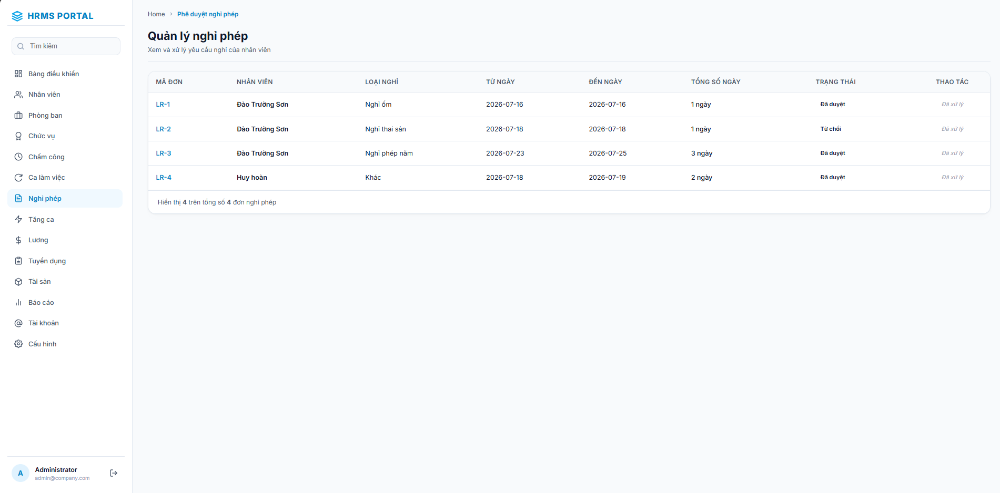 HRMS PORTAL
Tìm kiếm
Bảng điều khiển
Nhân viên
Phòng ban
Chức vụ
Chấm công
Ca làm việc
Nghỉ phép
Tăng ca
Lương
Tuyển dụng
Tài sản
Báo cáo
Tài khoản
Cấu hình
A
Administrator
admin@company.com
Home › Phê duyệt nghỉ phép
Quản lý nghỉ phép
Xem và xử lý yêu cầu nghỉ của nhân viên
MÃ ĐƠN NHÂN VIÊN LOẠI NGHỈ TỪ NGÀY ĐẾN NGÀY TỔNG SỐ NGÀY TRẠNG THÁI THAO TÁC
LR-1 Đào Trường Sơn Nghỉ ốm 2026-07-16 2026-07-16 1 ngày Đã duyệt Đã xử lý
LR-2 Đào Trường Sơn Nghỉ thai sản 2026-07-18 2026-07-18 1 ngày Từ chối Đã xử lý
LR-3 Đào Trường Sơn Nghỉ phép năm 2026-07-23 2026-07-25 3 ngày Đã duyệt Đã xử lý
LR-4 Huy hoàn Khác 2026-07-18 2026-07-19 2 ngày Đã duyệt Đã xử lý
Hiển thị 4 trên tổng số 4 đơn nghỉ phép